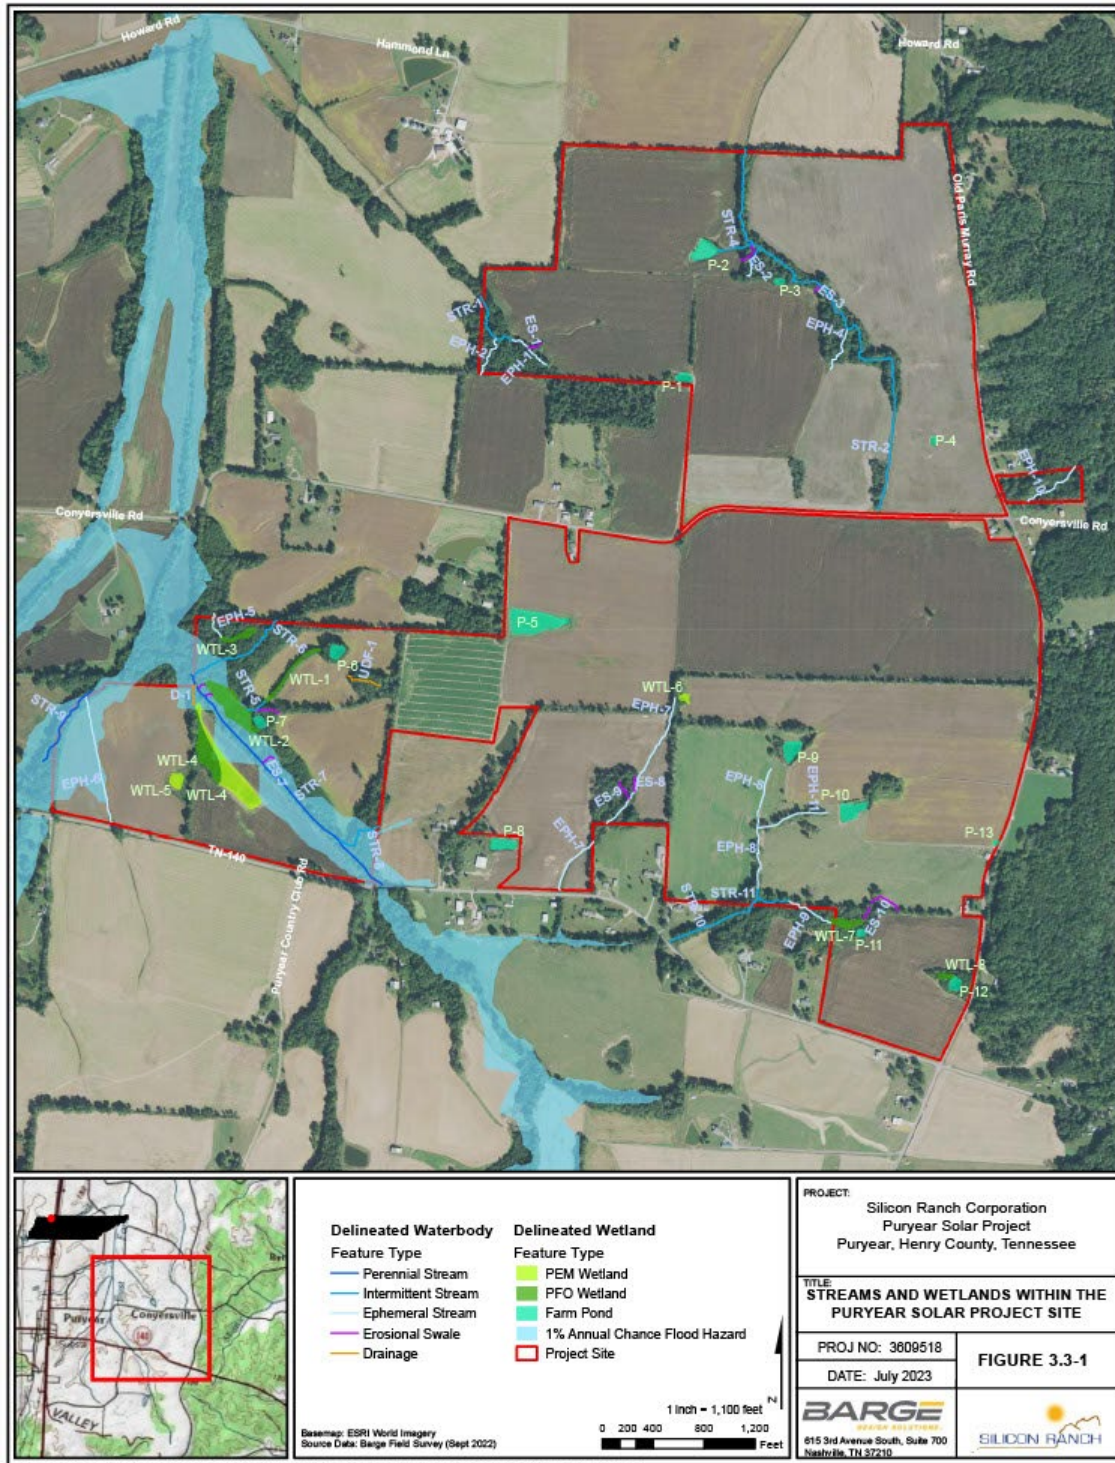 Howard Rd
Hammond Ln
Howard Rd
Old Paris Murray Rd
STR-4
P-2
ES-2
P-3
ES-3
EPH-4
STR-1
EPH-2
ES-1
EPH-1
P-1
STR-2
P-4
EPH-10
Conyersville Rd
Conyersville Rd
EPH-5
WTL-3
STR-6
P-5
P-6
UDF-1
WTL-1
STR-5
D-1
STR-9
P-7
WTL-2
WTL-6
EPH-7
EPH-6
WTL-4
WTL-5
WTL-4
STR-7
P-9
EPH-8
EPH-11
P-10
ES-9
ES-8
P-8
EPH-7
P-13
TN-140
Puryear Country Club Rd
EPH-8
STR-11
STR-10
EPH-9
ES-10
WTL-7
P-11
WTL-8
P-12
Puryear
Conyersville
140
VALLEY
Delineated Waterbody
Feature Type
Perennial Stream
Intermittent Stream
Ephemeral Stream
Erosional Swale
Drainage
Delineated Wetland
Feature Type
PEM Wetland
PFO Wetland
Farm Pond
1% Annual Chance Flood Hazard
Project Site
N
1 inch = 1,100 feet
0 200 400 800 1,200
Feet
Basemap: ESRI World Imagery
Source Data: Barge Field Survey (Sept 2022)
PROJECT:
Silicon Ranch Corporation
Puryear Solar Project
Puryear, Henry County, Tennessee
TITLE:
STREAMS AND WETLANDS WITHIN THE
PURYEAR SOLAR PROJECT SITE
PROJ NO: 3609518
DATE: July 2023
FIGURE 3.3-1
BARGE
DESIGN SOLUTIONS
615 3rd Avenue South, Suite 700
Nashville, TN 37210
SILICON RANCH